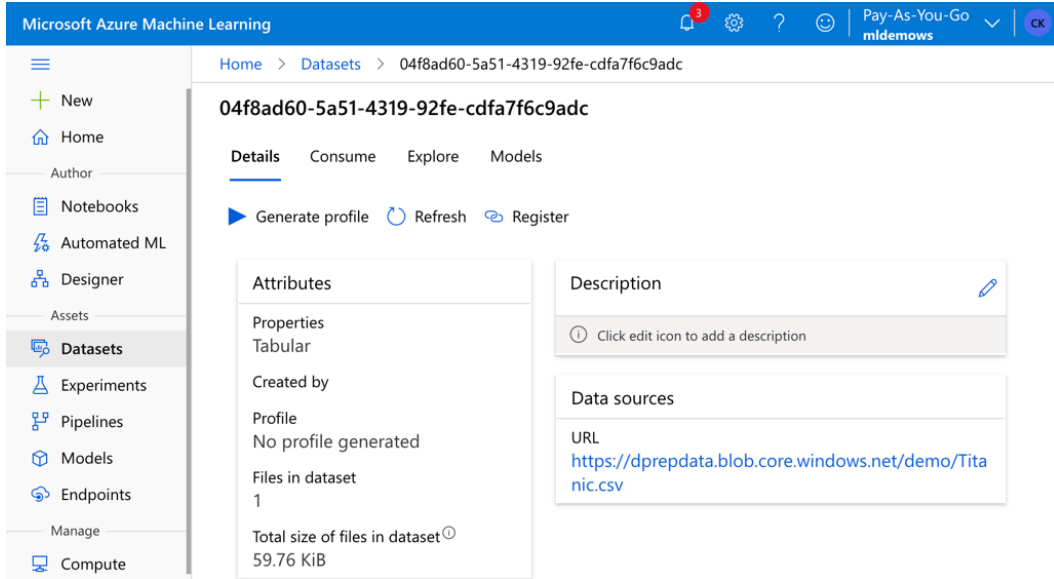 Microsoft Azure Machine Learning
3
Pay-As-You-Go
mldemows
CK
Home > Datasets > 04f8ad60-5a51-4319-92fe-cdfa7f6c9adc
New
Home
Author
Notebooks
Automated ML
Designer
Assets
Datasets
Experiments
Pipelines
Models
Endpoints
Manage
Compute
04f8ad60-5a51-4319-92fe-cdfa7f6c9adc
Details Consume Explore Models
Generate profile Refresh Register
Attributes
Properties
Tabular
Created by
Profile
No profile generated
Files in dataset
1
Total size of files in dataset
59.76 KiB
Description
Click edit icon to add a description
Data sources
URL
https://dprepdata.blob.core.windows.net/demo/Tita
nic.csv